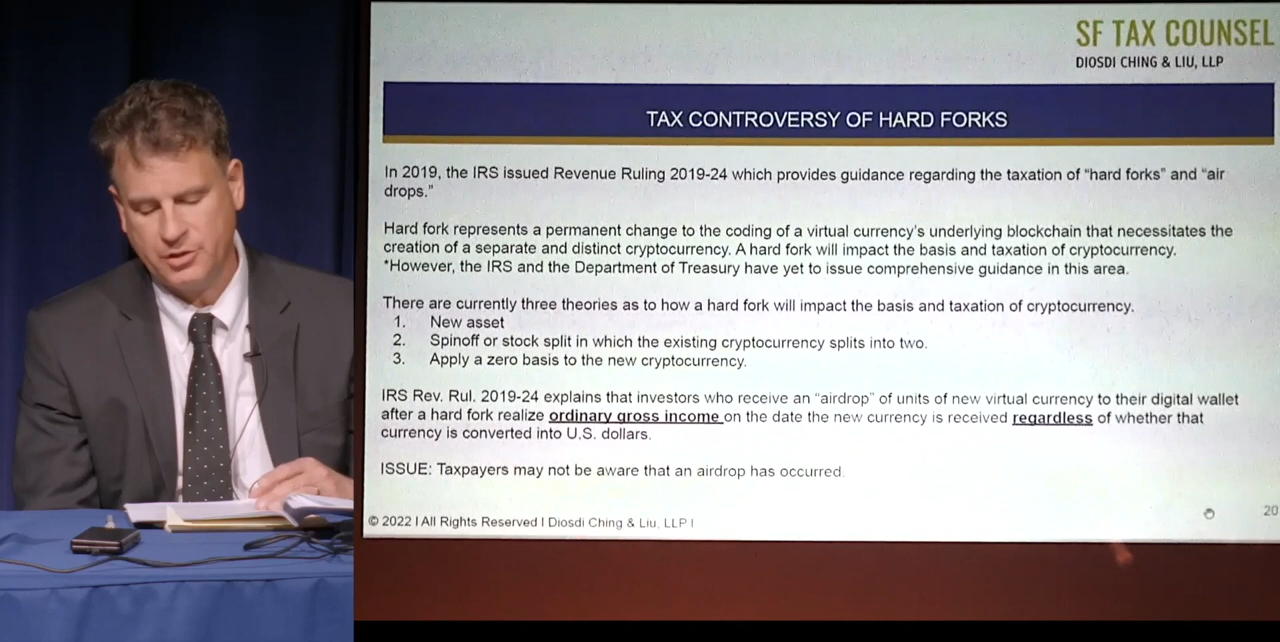 SF TAX COUNSEL
DIOSDI CHING & LIU, LLP
TAX CONTROVERSY OF HARD FORKS
In 2019, the IRS issued Revenue Ruling 2019-24 which provides guidance regarding the taxation of “hard forks” and “air
drops.”
Hard fork represents a permanent change to the coding of a virtual currency’s underlying blockchain that necessitates the
creation of a separate and distinct cryptocurrency. A hard fork will impact the basis and taxation of cryptocurrency.
*However, the IRS and the Department of Treasury have yet to issue comprehensive guidance in this area.
There are currently three theories as to how a hard fork will impact the basis and taxation of cryptocurrency.
1. New asset
2. Spinoff or stock split in which the existing cryptocurrency splits into two.
3. Apply a zero basis to the new cryptocurrency.
IRS Rev. Rul. 2019-24 explains that investors who receive an “airdrop” of units of new virtual currency to their digital wallet
after a hard fork realize ordinary gross income on the date the new currency is received regardless of whether that
currency is converted into U.S. dollars.
ISSUE: Taxpayers may not be aware that an airdrop has occurred.
© 2022 I All Rights Reserved I Diosdi Ching & Liu, LLP I
20